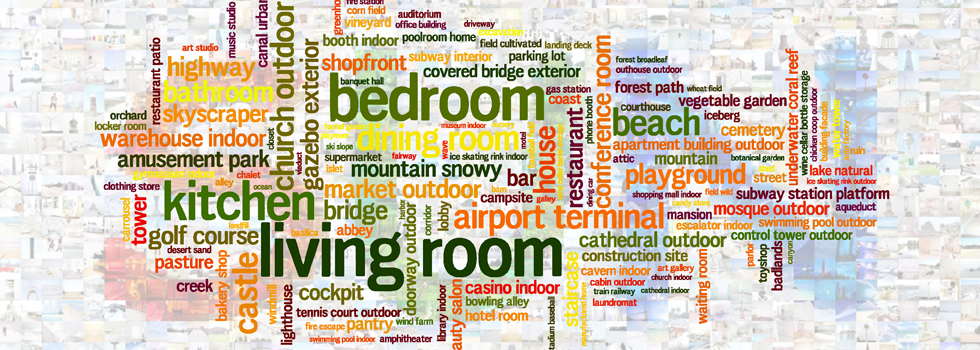 fire station
corn field
vineyard
auditorium
office building
driveway
excavation
music studio
canal urban
greenhouse
restaurant patio
art studio
church outdoor
booth indoor
poolroom home
field cultivated
landing deck
highway
gazebo exterior
shopfront
subway interior
parking lot
forest broadleaf
outhouse outdoor
bathroom
banquet hall
covered bridge exterior
conference room
underwater coral reef
bedroom
gas station
coast
forest path
wheat field
wine cellar bottle storage
chicken coop outdoor
orchard
skyscraper
phone booth
courthouse
vegetable garden
locker room
closet
museum indoor
restaurant
beach
iceberg
warehouse indoor
dining room
motel
house
cemetery
ski slope
wave
apartment building outdoor
ruin
amusement park
viaduct
supermarket
fairway
ice skating rink indoor
attic
mountain
botanical garden
chalet
islet
mountain snowy
bar
dining car
playground
street
lake natural
clothing store
alley
ocean
market outdoor
barn
shopping mall indoor
field wild
ice skating rink outdoor
carrousel
tower
kitchen
harbor
campsite
galley
candy store
subway station platform
bridge
corridor
lobby
airport terminal
mansion
mosque outdoor
aqueduct
landfill
basilica
abbey
escalator indoor
swimming pool outdoor
golf course
doorway outdoor
cathedral outdoor
control tower outdoor
desert sand
living room
construction site
parlor
canyon
pasture
bakery shop
castle
staircase
cavern indoor
art gallery
waiting room
toyshop
badlands
church indoor
creek
windmill
lighthouse
cockpit
library indoor
casino indoor
cabin outdoor
train railway
cathedral indoor
tennis court outdoor
bowling alley
laundromat
fire escape
pantry
wind farm
hotel room
swimming pool indoor
amphitheater